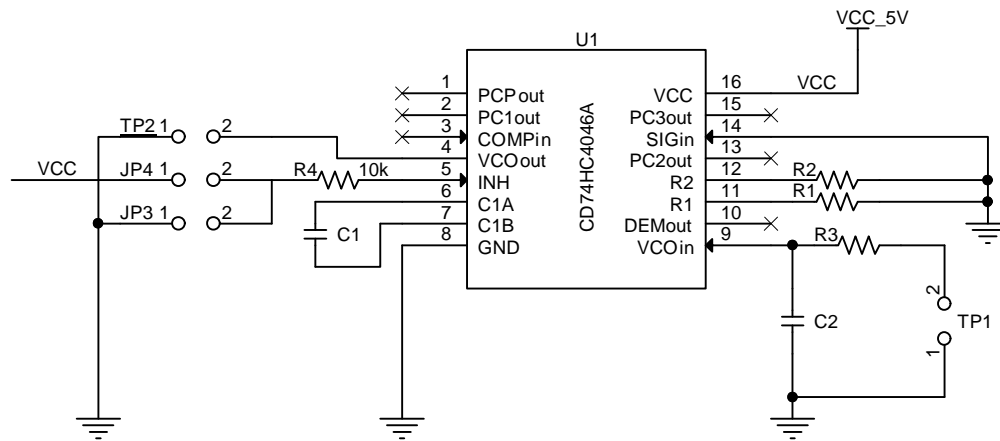 VCC_5V
U1
1 PCPout
2 PC1out
3 COMPin
4 VCOout
5 INH
6 C1A
7 C1B
8 GND
CD74HC4046A
VCC 16 VCC
PC3out 15
SIGin 14
PC2out 13
R2 12 R2
R1 11 R1
DEMout 10
VCOin 9 R3
TP2 1 2
VCC JP4 1 2 R4 10k
JP3 1 2
C1
C2
2
TP1
1